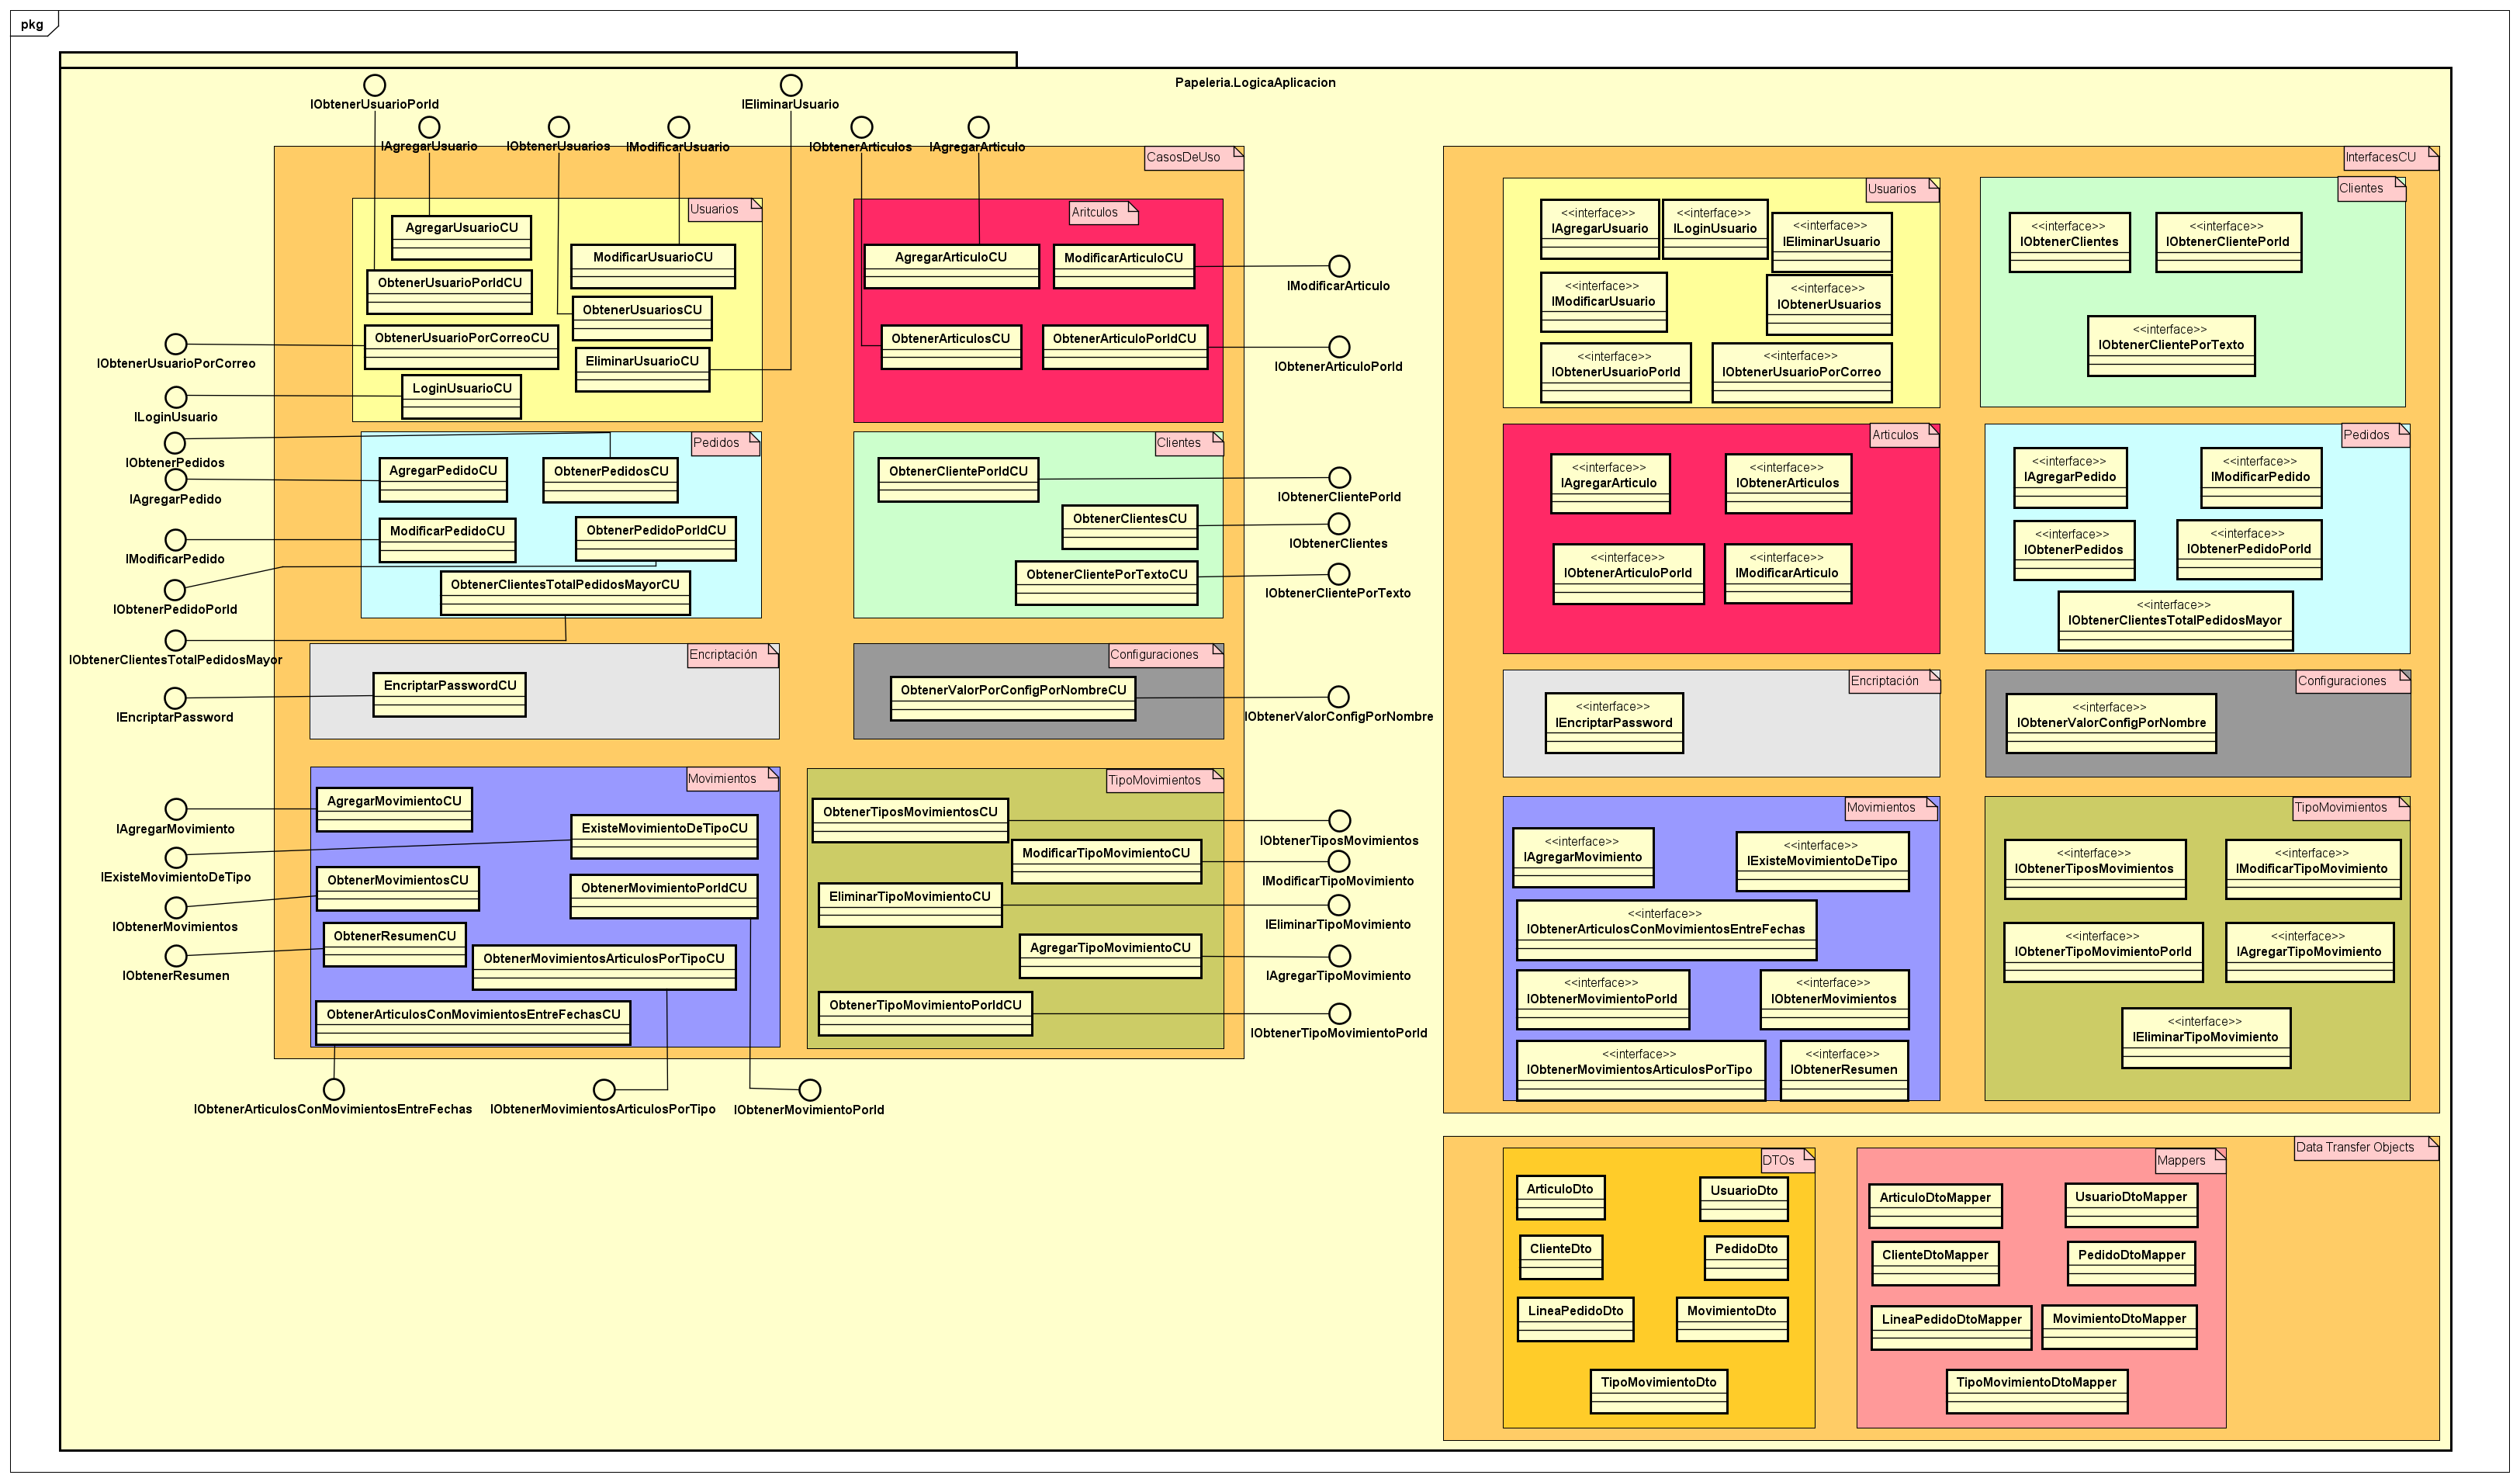 pkg
Papeleria.LogicaAplicacion
IObtenerUsuarioPorId
IEliminarUsuario
IAgregarUsuario
IObtenerUsuarios
IModificarUsuario
IObtenerArticulos
IAgregarArticulo
CasosDeUso
Usuarios
AgregarUsuarioCU
ModificarUsuarioCU
ObtenerUsuarioPorIdCU
ObtenerUsuariosCU
ObtenerUsuarioPorCorreoCU
EliminarUsuarioCU
LoginUsuarioCU
IObtenerUsuarioPorCorreo
ILoginUsuario
Aritculos
AgregarArticuloCU
ModificarArticuloCU
ObtenerArticulosCU
ObtenerArticuloPorIdCU
IModificarArticulo
IObtenerArticuloPorId
IObtenerPedidos
IAgregarPedido
IModificarPedido
IObtenerPedidoPorId
IObtenerClientesTotalPedidosMayor
Pedidos
AgregarPedidoCU
ObtenerPedidosCU
ModificarPedidoCU
ObtenerPedidoPorIdCU
ObtenerClientesTotalPedidosMayorCU
Clientes
ObtenerClientePorIdCU
ObtenerClientesCU
ObtenerClientePorTextoCU
IObtenerClientePorId
IObtenerClientes
IObtenerClientePorTexto
Encriptación
EncriptarPasswordCU
IEncriptarPassword
Configuraciones
ObtenerValorPorConfigPorNombreCU
IObtenerValorConfigPorNombre
Movimientos
AgregarMovimientoCU
ExisteMovimientoDeTipoCU
ObtenerMovimientosCU
ObtenerMovimientoPorIdCU
ObtenerResumenCU
ObtenerMovimientosArticulosPorTipoCU
ObtenerArticulosConMovimientosEntreFechasCU
IAgregarMovimiento
IExisteMovimientoDeTipo
IObtenerMovimientos
IObtenerResumen
IObtenerArticulosConMovimientosEntreFechas
IObtenerMovimientosArticulosPorTipo
IObtenerMovimientoPorId
TipoMovimientos
ObtenerTiposMovimientosCU
ModificarTipoMovimientoCU
EliminarTipoMovimientoCU
AgregarTipoMovimientoCU
ObtenerTipoMovimientoPorIdCU
IObtenerTiposMovimientos
IModificarTipoMovimiento
IEliminarTipoMovimiento
IAgregarTipoMovimiento
IObtenerTipoMovimientoPorId
InterfacesCU
Usuarios
<<interface>>
IAgregarUsuario
<<interface>>
ILoginUsuario
<<interface>>
IEliminarUsuario
<<interface>>
IModificarUsuario
<<interface>>
IObtenerUsuarios
<<interface>>
IObtenerUsuarioPorId
<<interface>>
IObtenerUsuarioPorCorreo
Clientes
<<interface>>
IObtenerClientes
<<interface>>
IObtenerClientePorId
<<interface>>
IObtenerClientePorTexto
Articulos
<<interface>>
IAgregarArticulo
<<interface>>
IObtenerArticulos
<<interface>>
IObtenerArticuloPorId
<<interface>>
IModificarArticulo
Pedidos
<<interface>>
IAgregarPedido
<<interface>>
IModificarPedido
<<interface>>
IObtenerPedidos
<<interface>>
IObtenerPedidoPorId
<<interface>>
IObtenerClientesTotalPedidosMayor
Encriptación
<<interface>>
IEncriptarPassword
Configuraciones
<<interface>>
IObtenerValorConfigPorNombre
Movimientos
<<interface>>
IAgregarMovimiento
<<interface>>
IExisteMovimientoDeTipo
<<interface>>
IObtenerArticulosConMovimientosEntreFechas
<<interface>>
IObtenerMovimientoPorId
<<interface>>
IObtenerMovimientos
<<interface>>
IObtenerMovimientosArticulosPorTipo
<<interface>>
IObtenerResumen
TipoMovimientos
<<interface>>
IObtenerTiposMovimientos
<<interface>>
IModificarTipoMovimiento
<<interface>>
IObtenerTipoMovimientoPorId
<<interface>>
IAgregarTipoMovimiento
<<interface>>
IEliminarTipoMovimiento
Data Transfer Objects
DTOs
ArticuloDto
UsuarioDto
ClienteDto
PedidoDto
LineaPedidoDto
MovimientoDto
TipoMovimientoDto
Mappers
ArticuloDtoMapper
UsuarioDtoMapper
ClienteDtoMapper
PedidoDtoMapper
LineaPedidoDtoMapper
MovimientoDtoMapper
TipoMovimientoDtoMapper